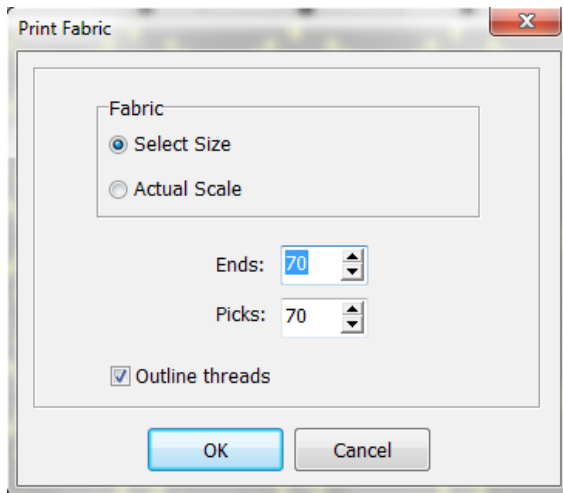 Print Fabric
Fabric
Select Size
Actual Scale
Ends: 70
Picks: 70
Outline threads
OK Cancel